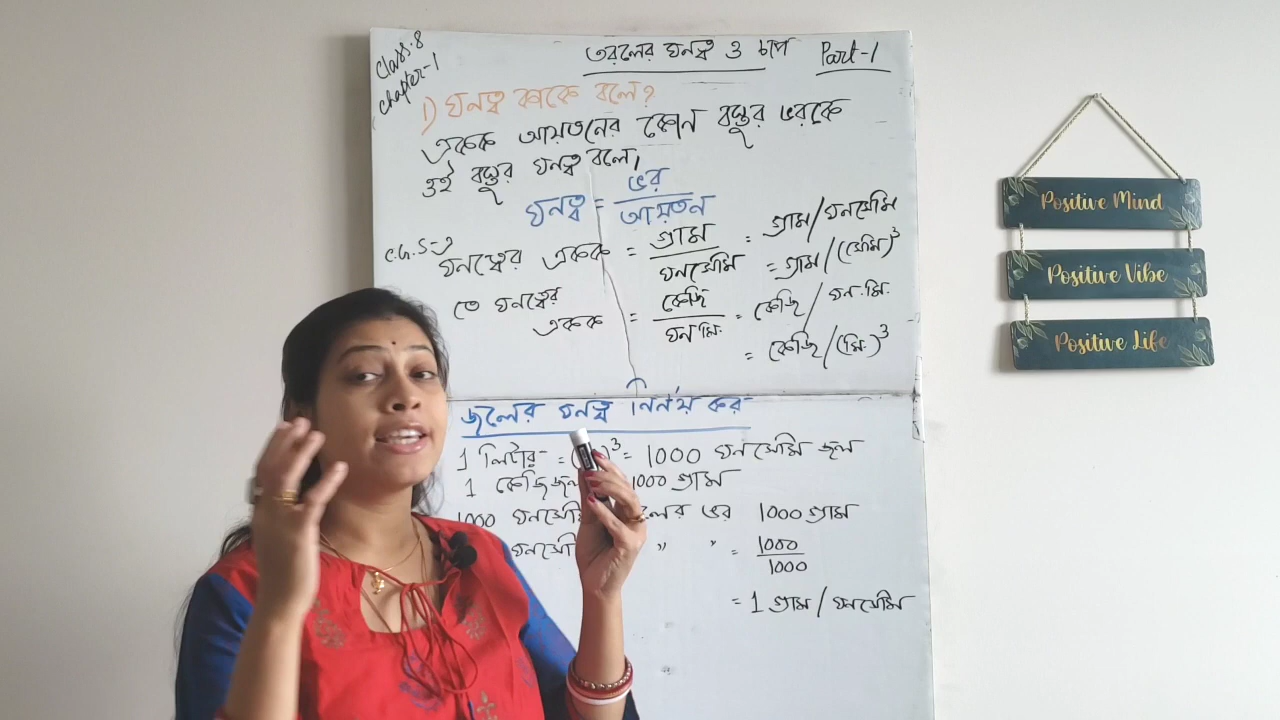 Class:8
chapter-1
তরলের ঘনত্ব ও চাপ Part-1
1) ঘনত্ব কাকে বলে?
একক আয়তনের কোন বস্তুর ভরকে
ওই বস্তুর ঘনত্ব বলে।
ঘনত্ব = ভর / আয়তন
C.G.S-এ ঘনত্বের একক = গ্রাম / ঘনসেমি = গ্রাম/ঘনসেমি
= গ্রাম/(সেমি)³
তে ঘনত্বের
একক = কেজি / ঘনমি. = কেজি/ঘন.মি.
= কেজি/(মি.)³
জলের ঘনত্ব নির্ণয় কর
1 লিটার = ( )³ = 1000 ঘনসেমি জল
1 কেজি জল 1000 গ্রাম
1000 ঘনসেমি লের ভর 1000 গ্রাম
ঘনসেমি " " = 1000 / 1000
= 1 গ্রাম/ঘনসেমি
Positive Mind
Positive Vibe
Positive Life